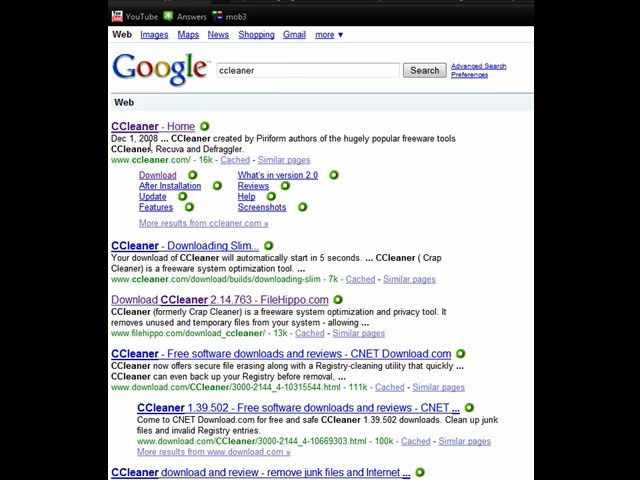 YouTube Answers mob3
Web Images Maps News Shopping Gmail more ▼
Google ccleaner Search Advanced Search
Preferences
Web
CCleaner - Home
Dec 1, 2008 ... CCleaner created by Piriform authors of the hugely popular freeware tools
CCleaner, Recuva and Defraggler.
www.ccleaner.com/ - 16k - Cached - Similar pages
Download What's in version 2.0
After Installation Reviews
Update Help
Features Screenshots
More results from ccleaner.com »
CCleaner - Downloading Slim...
Your download of CCleaner will automatically start in 5 seconds. ... CCleaner ( Crap
Cleaner) is a freeware system optimization tool. ...
www.ccleaner.com/download/builds/downloading-slim - 7k - Cached - Similar pages
Download CCleaner 2.14.763 - FileHippo.com
CCleaner (formerly Crap Cleaner) is a freeware system optimization and privacy tool. It
removes unused and temporary files from your system - allowing ...
www.filehippo.com/download_ccleaner/ - 13k - Cached - Similar pages
CCleaner - Free software downloads and reviews - CNET Download.com
CCleaner now offers secure file erasing along with a Registry-cleaning utility that quickly ...
CCleaner can even back up your Registry before removal, ...
www.download.com/CCleaner/3000-2144_4-10315544.html - 111k - Cached - Similar pages
CCleaner 1.39.502 - Free software downloads and reviews - CNET ...
Come to CNET Download.com for free and safe CCleaner 1.39.502 downloads. Clean up junk
files and invalid Registry entries.
www.download.com/CCleaner/3000-2144_4-10669303.html - 100k - Cached - Similar pages
More results from www.download.com »
CCleaner download and review - remove junk files and Internet ...